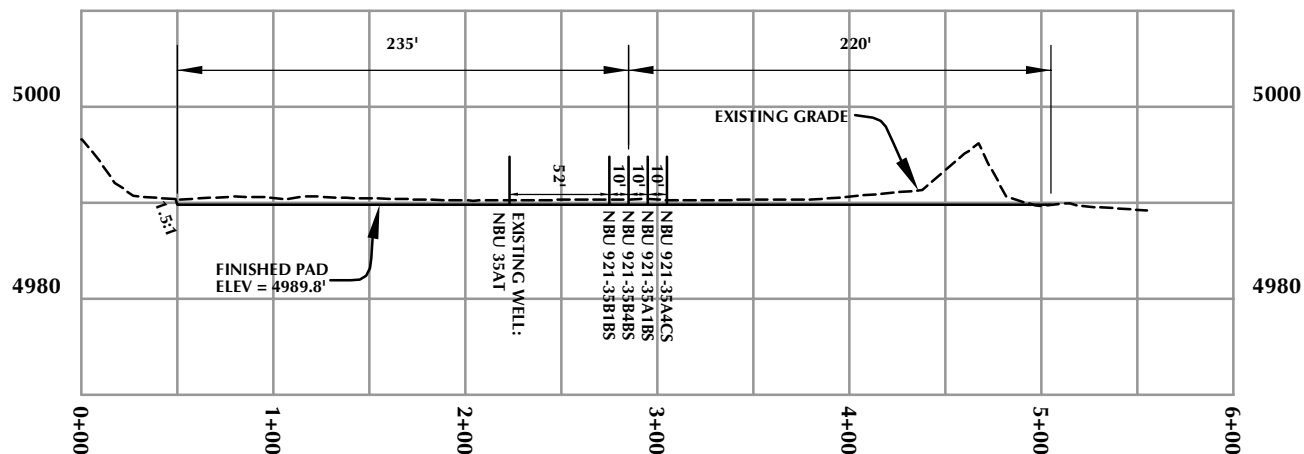 235'
220'
5000
5000
EXISTING GRADE
52'
10'
10'
10'
1.5:1
FINISHED PAD
ELEV = 4989.8'
EXISTING WELL:
NBU 35AT
NBU 921-35B1BS
NBU 921-35B4BS
NBU 921-35A1BS
NBU 921-35A4CS
4980
4980
0+00
1+00
2+00
3+00
4+00
5+00
6+00